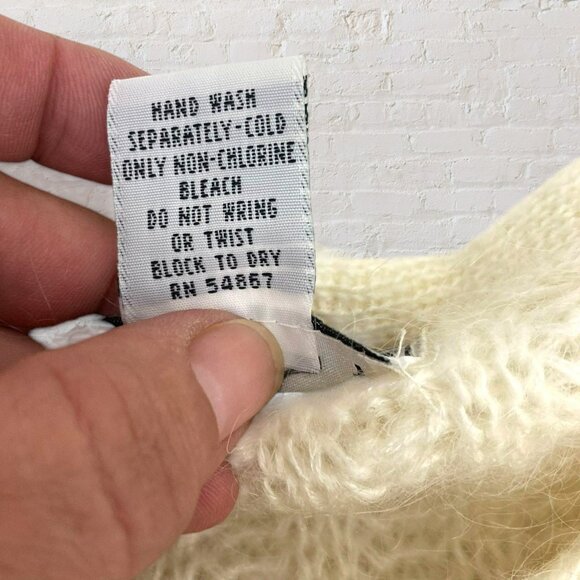 HAND WASH
SEPARATELY-COLD
ONLY NON-CHLORINE
BLEACH
DO NOT WRING
OR TWIST
BLOCK TO DRY
RN 54867